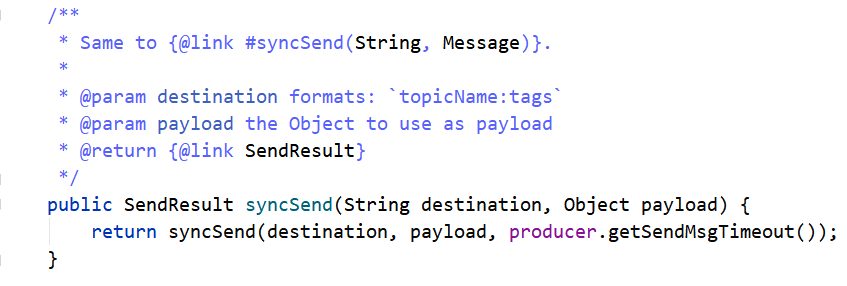 /**
 * Same to {@link #syncSend(String, Message)}.
 *
 * @param destination formats: `topicName:tags`
 * @param payload the Object to use as payload
 * @return {@link SendResult}
 */
public SendResult syncSend(String destination, Object payload) {
    return syncSend(destination, payload, producer.getSendMsgTimeout());
}